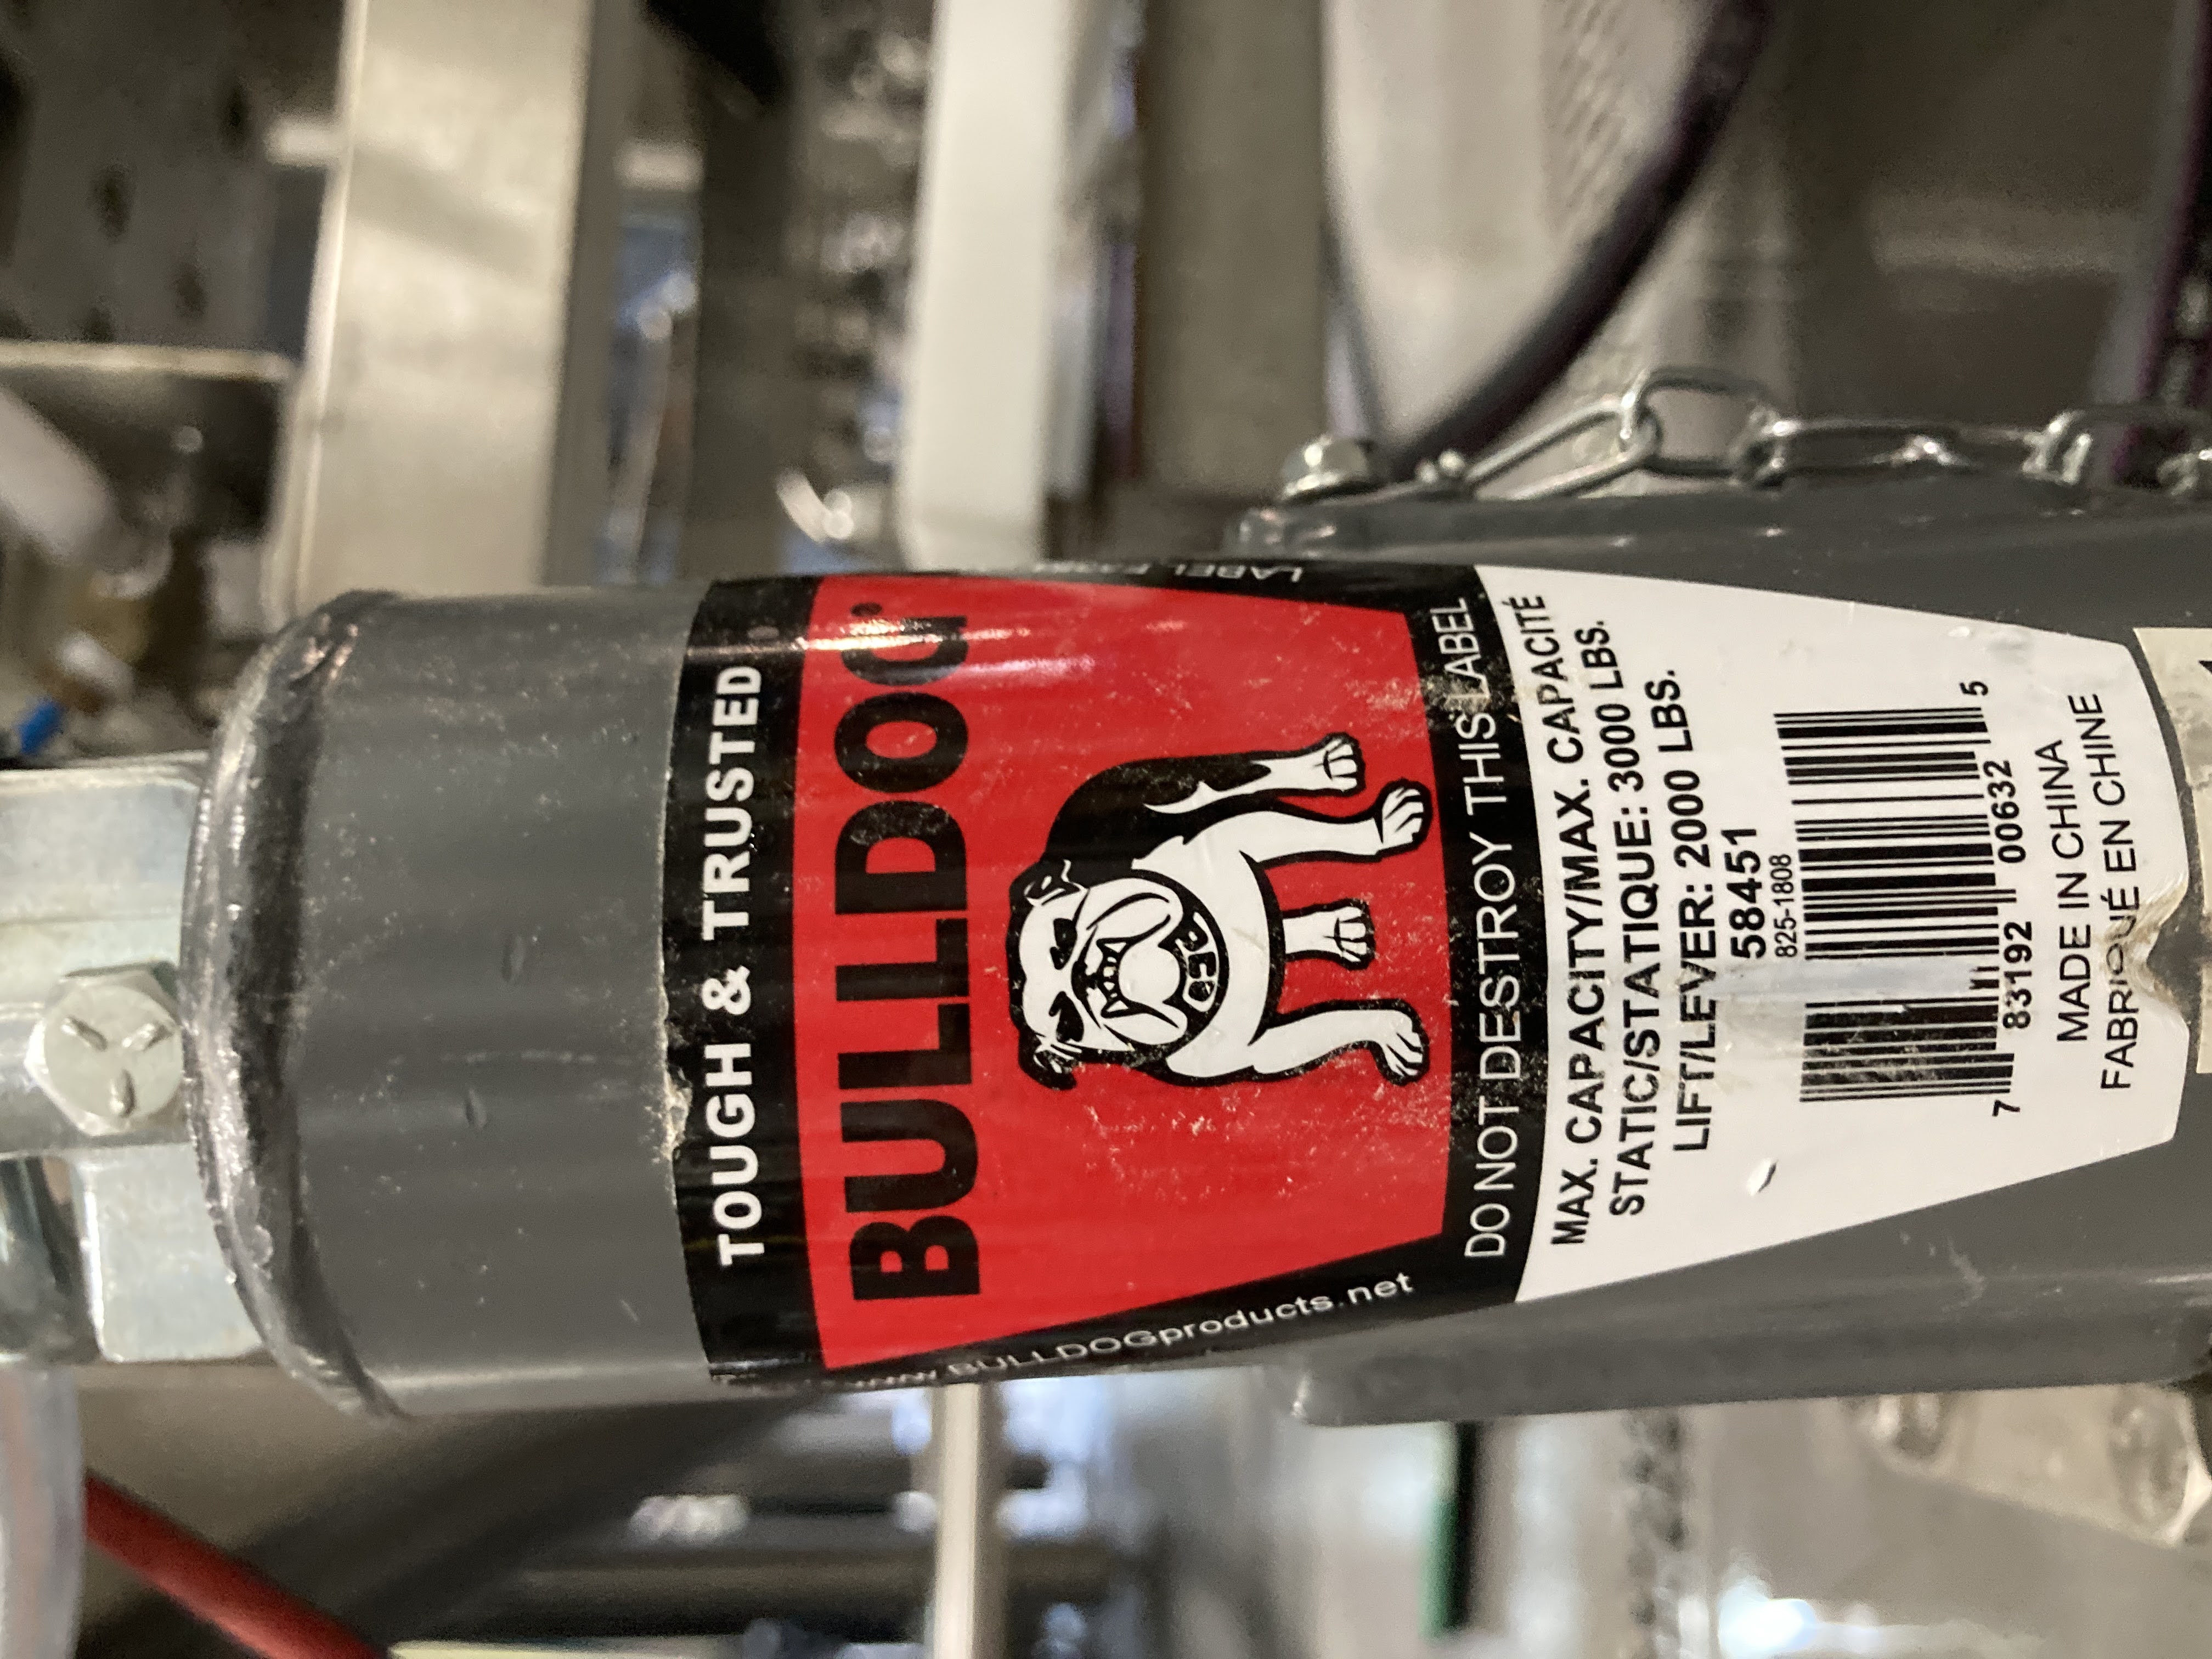 TOUGH & TRUSTED
BULLDOG
DO NOT DESTROY THIS LABEL
MAX. CAPACITY/MAX. CAPACITÉ
STATIC/STATIQUE: 3000 LBS.
LIFT/LEVER: 2000 LBS.
58451
825-1808
7 83192 00632 5
MADE IN CHINA
FABRIQUÉ EN CHINE
www.BULLDOGproducts.net
LABEL